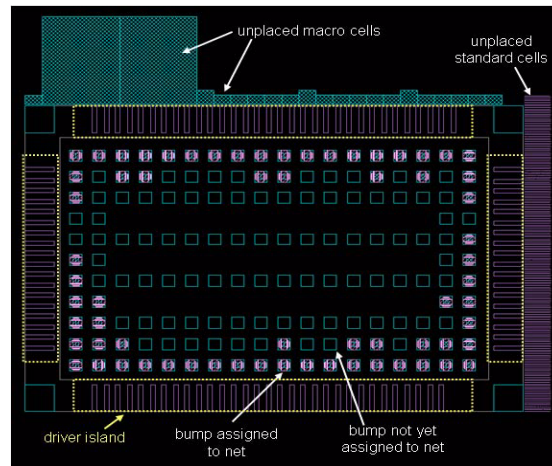 unplaced macro cells
unplaced
standard cells
driver island
bump assigned
to net
bump not yet
assigned to net